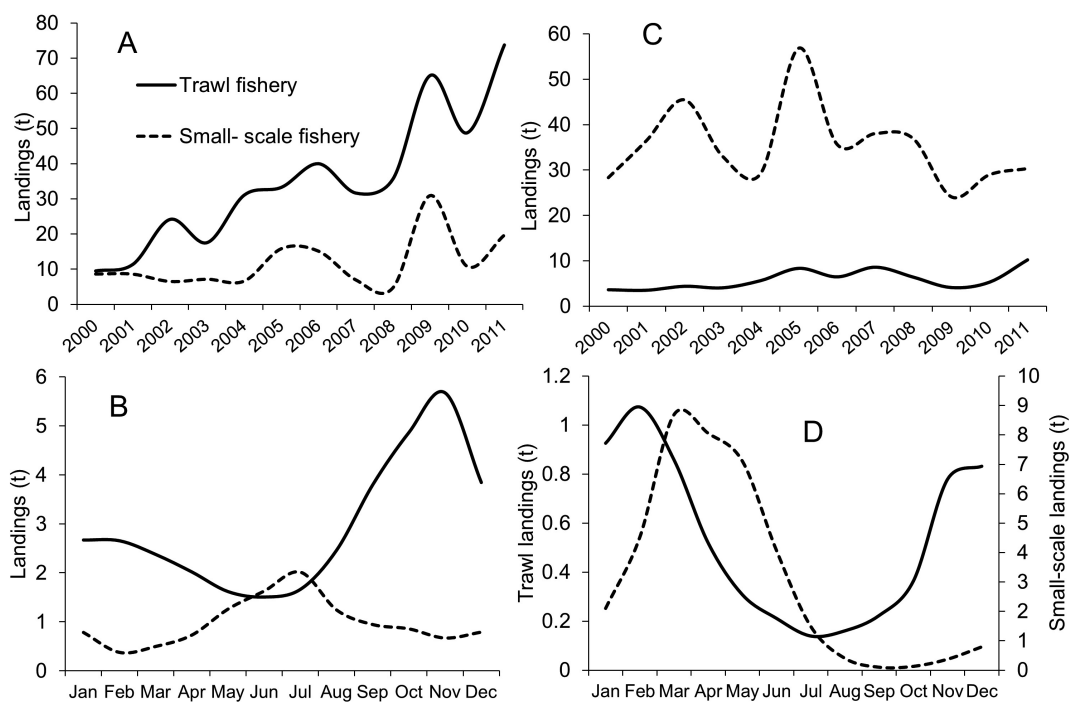 A
Trawl fishery
Small- scale fishery
Landings (t)
80
70
60
50
40
30
20
10
0
2000 2001 2002 2003 2004 2005 2006 2007 2008 2009 2010 2011
C
Landings (t)
60
50
40
30
20
10
0
2000 2001 2002 2003 2004 2005 2006 2007 2008 2009 2010 2011
B
Landings (t)
6
5
4
3
2
1
0
Jan Feb Mar Apr May Jun Jul Aug Sep Oct Nov Dec
D
Trawl landings (t)
1.2
1
0.8
0.6
0.4
0.2
0
Small-scale landings (t)
10
9
8
7
6
5
4
3
2
1
0
Jan Feb Mar Apr May Jun Jul Aug Sep Oct Nov Dec